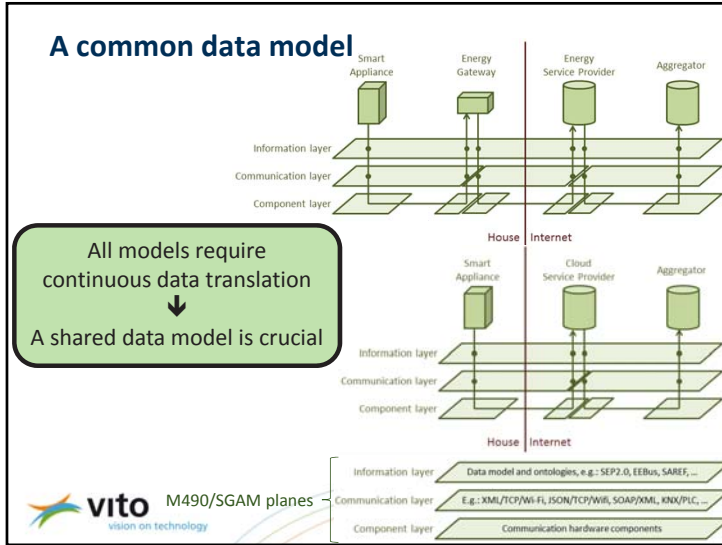 A common data model
Smart
Appliance
Energy
Gateway
Energy
Service Provider
Aggregator
Information layer
Communication layer
Component layer
House
Internet
All models require
continuous data translation
🡻
A shared data model is crucial
Smart
Appliance
Cloud
Service Provider
Aggregator
Information layer
Communication layer
Component layer
House
Internet
M490/SGAM planes
Information layer
Data model and ontologies, e.g.: SEP2.0, EEBus, SAREF, ...
Communication layer
E.g.: XML/TCP/Wi-Fi, JSON/TCP/Wifi, SOAP/XML, KNX/PLC, ...
Component layer
Communication hardware components
vito
vision on technology